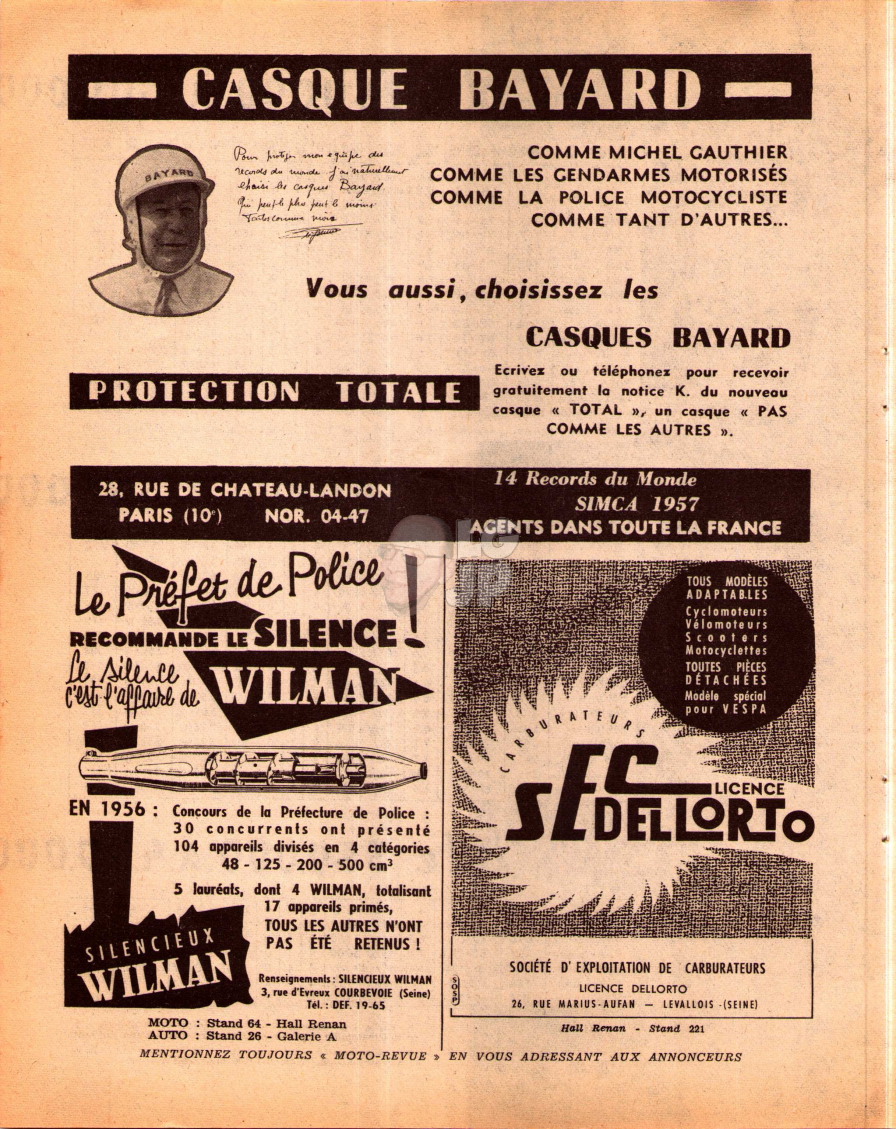 — CASQUE BAYARD —
BAYARD
Pour protéger mon équipe des
records du monde j'ai naturellement
choisi les casques Bayard
Qui peut le plus peut le moins
Faites comme moi
COMME MICHEL GAUTHIER
COMME LES GENDARMES MOTORISÉS
COMME LA POLICE MOTOCYCLISTE
COMME TANT D'AUTRES...
Vous aussi, choisissez les
CASQUES BAYARD
PROTECTION TOTALE
Ecrivez ou téléphonez pour recevoir
gratuitement la notice K. du nouveau
casque « TOTAL », un casque « PAS
COMME LES AUTRES ».
28, RUE DE CHATEAU-LANDON
PARIS (10e) NOR. 04-47
14 Records du Monde
SIMCA 1957
AGENTS DANS TOUTE LA FRANCE
LG
JP
Le Préfet de Police
RECOMMANDE LE SILENCE !
Le silence
c'est l'affaire de WILMAN
EN 1956 : Concours de la Préfecture de Police :
30 concurrents ont présenté
104 appareils divisés en 4 catégories
48 - 125 - 200 - 500 cm³
5 lauréats, dont 4 WILMAN, totalisant
17 appareils primés,
TOUS LES AUTRES N'ONT
PAS ÉTÉ RETENUS !
SILENCIEUX
WILMAN
Renseignements : SILENCIEUX WILMAN
3, rue d'Evreux COURBEVOIE (Seine)
Tél. : DEF. 19-65
MOTO : Stand 64 - Hall Renan
AUTO : Stand 26 - Galerie A
TOUS MODÈLES
ADAPTABLES
Cyclomoteurs
Vélomoteurs
Scooters
Motocyclettes
TOUTES PIÈCES
DÉTACHÉES
Modèle spécial
pour VESPA
CARBURATEURS
SEC
LICENCE
DELLORTO
SOSP
SOCIÉTÉ D'EXPLOITATION DE CARBURATEURS
LICENCE DELLORTO
26, RUE MARIUS-AUFAN — LEVALLOIS -(SEINE)
Hall Renan - Stand 221
MENTIONNEZ TOUJOURS « MOTO-REVUE » EN VOUS ADRESSANT AUX ANNONCEURS